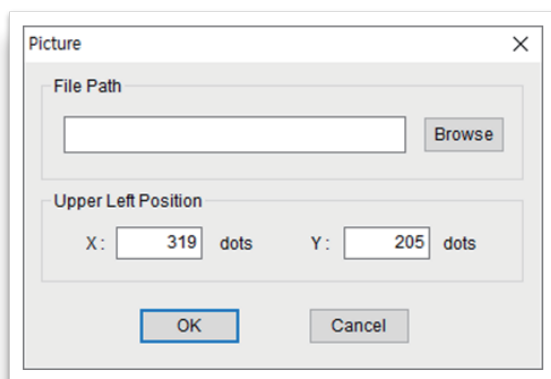 Picture
File Path
Browse
Upper Left Position
X: 319 dots Y: 205 dots
OK Cancel